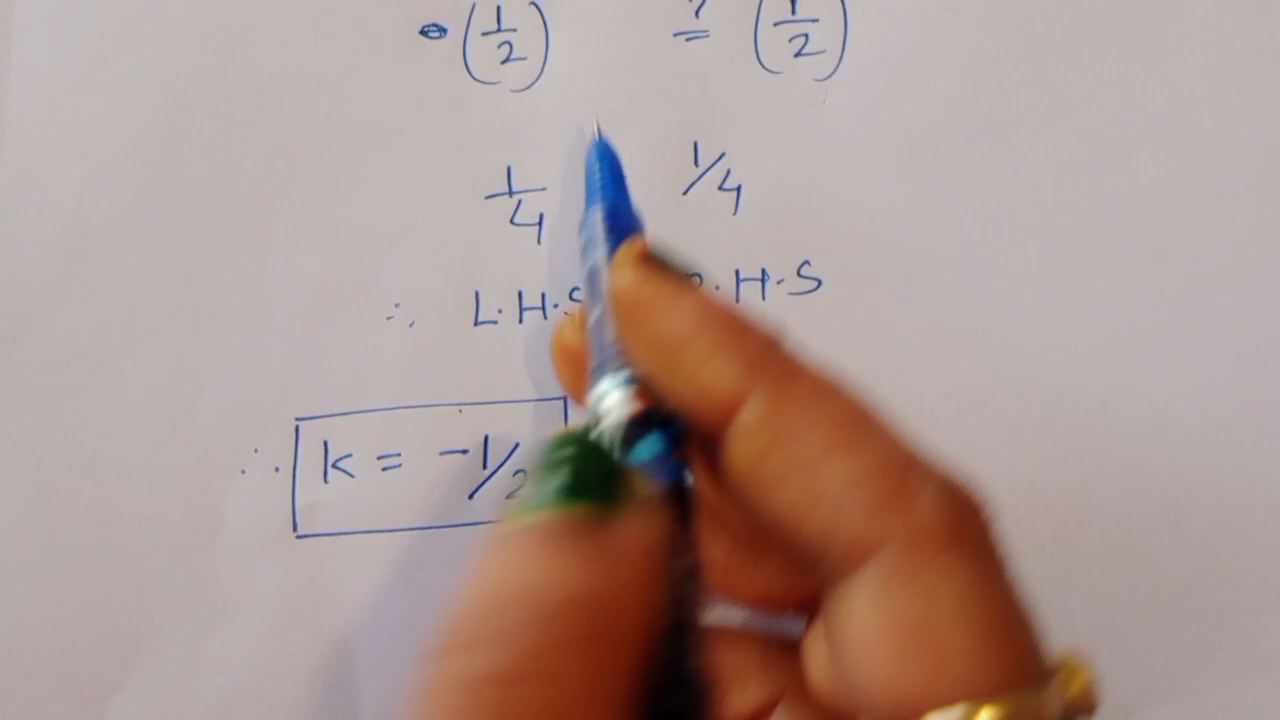 (1/2) ?= (1/2)
1/4 1/4
∴ L.H.S .H.S
∴ k = -1/2